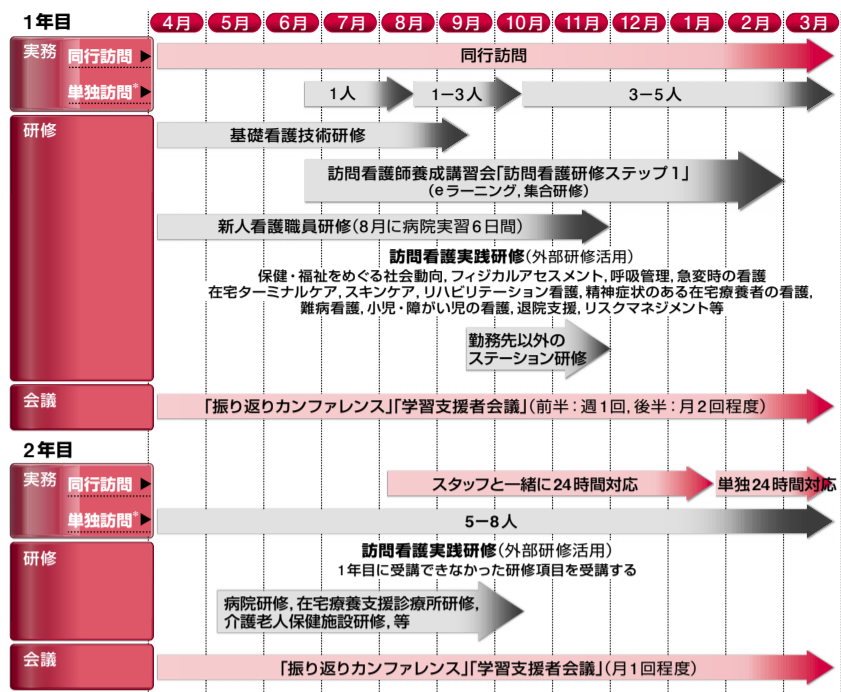 1年目
4月 5月 6月 7月 8月 9月 10月 11月 12月 1月 2月 3月
実務
同行訪問
同行訪問
単独訪問*
1人
1ー3人
3ー5人
研修
基礎看護技術研修
訪問看護師養成講習会「訪問看護研修ステップ1」
(eラーニング,集合研修)
新人看護職員研修(8月に病院実習6日間)
訪問看護実践研修(外部研修活用)
保健・福祉をめぐる社会動向,フィジカルアセスメント,呼吸管理,急変時の看護
在宅ターミナルケア,スキンケア,リハビリテーション看護,精神症状のある在宅療養者の看護,
難病看護,小児・障がい児の看護,退院支援,リスクマネジメント等
勤務先以外の
ステーション研修
会議
「振り返りカンファレンス」「学習支援者会議」(前半:週1回,後半:月2回程度)
2年目
実務
同行訪問
スタッフと一緒に24時間対応
単独24時間対応
単独訪問*
5ー8人
研修
訪問看護実践研修(外部研修活用)
1年目に受講できなかった研修項目を受講する
病院研修,在宅療養支援診療所研修,
介護老人保健施設研修,等
会議
「振り返りカンファレンス」「学習支援者会議」(月1回程度)